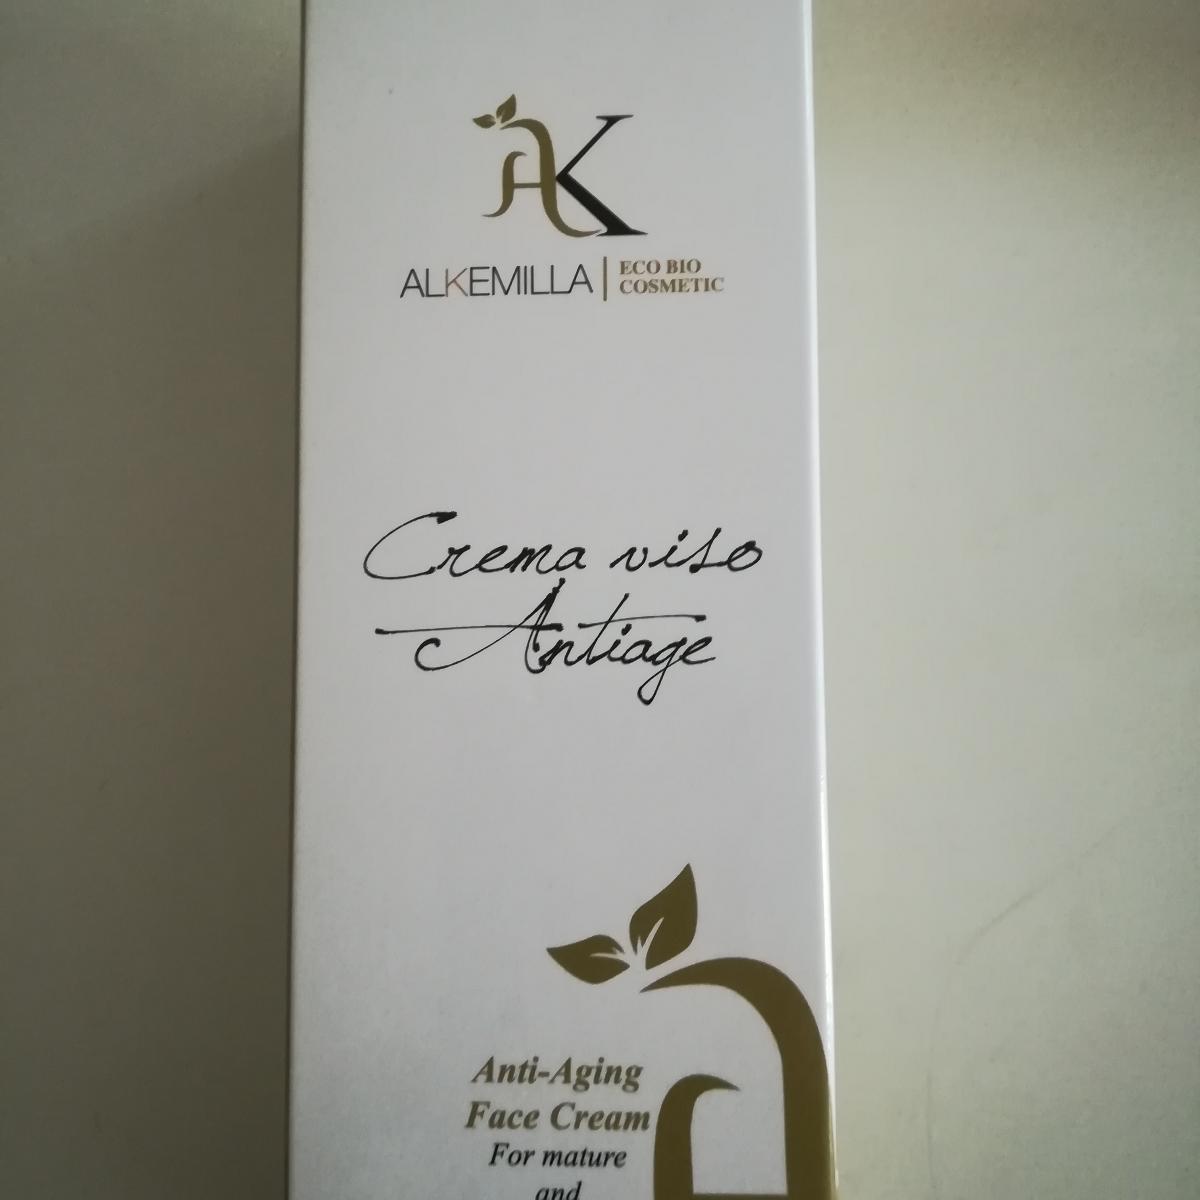 AK
ALKEMILLA
ECO BIO
COSMETIC
Crema viso
Antiage
Anti-Aging
Face Cream
For mature
and